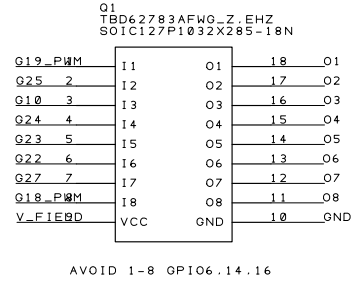 Q1
TBD62783AFWG_Z.EHZ
SOIC127P1032X285-18N
G19_PWM 1 I1 O1 18 O1
G25 2 I2 O2 17 O2
G10 3 I3 O3 16 O3
G24 4 I4 O4 15 O4
G23 5 I5 O5 14 O5
G22 6 I6 O6 13 O6
G27 7 I7 O7 12 O7
G18_PWM 8 I8 O8 11 O8
V_FIELD 9 VCC GND 10 GND
AVOID 1-8 GPIO6.14.16